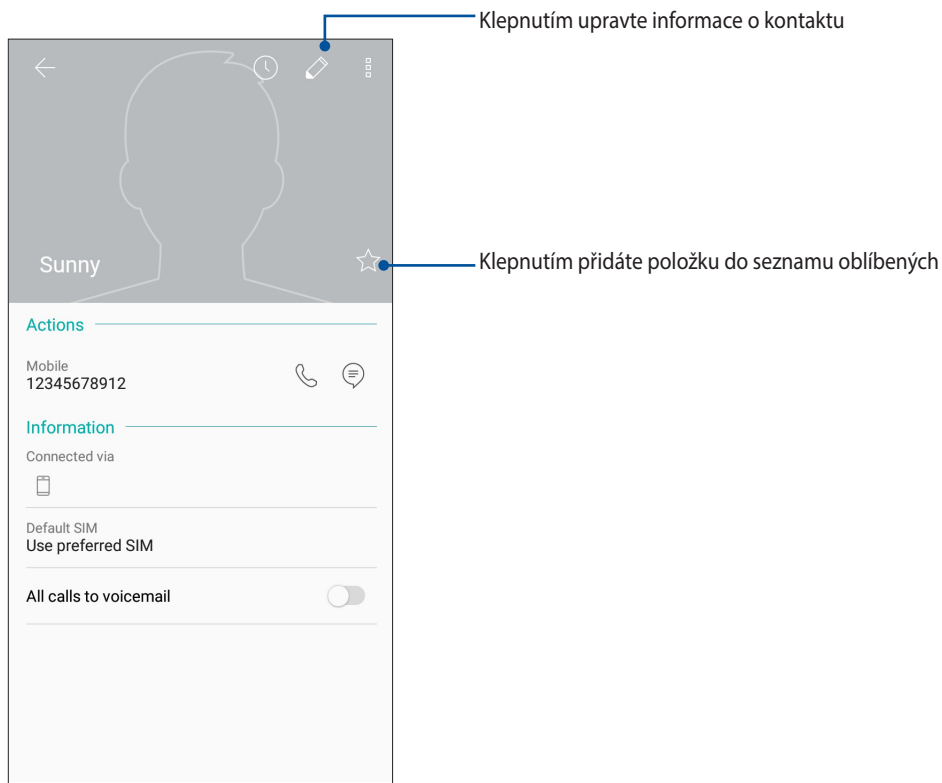 Klepnutím upravte informace o kontaktu
Sunny
Klepnutím přidáte položku do seznamu oblíbených
Actions
Mobile
12345678912
Information
Connected via
Default SIM
Use preferred SIM
All calls to voicemail